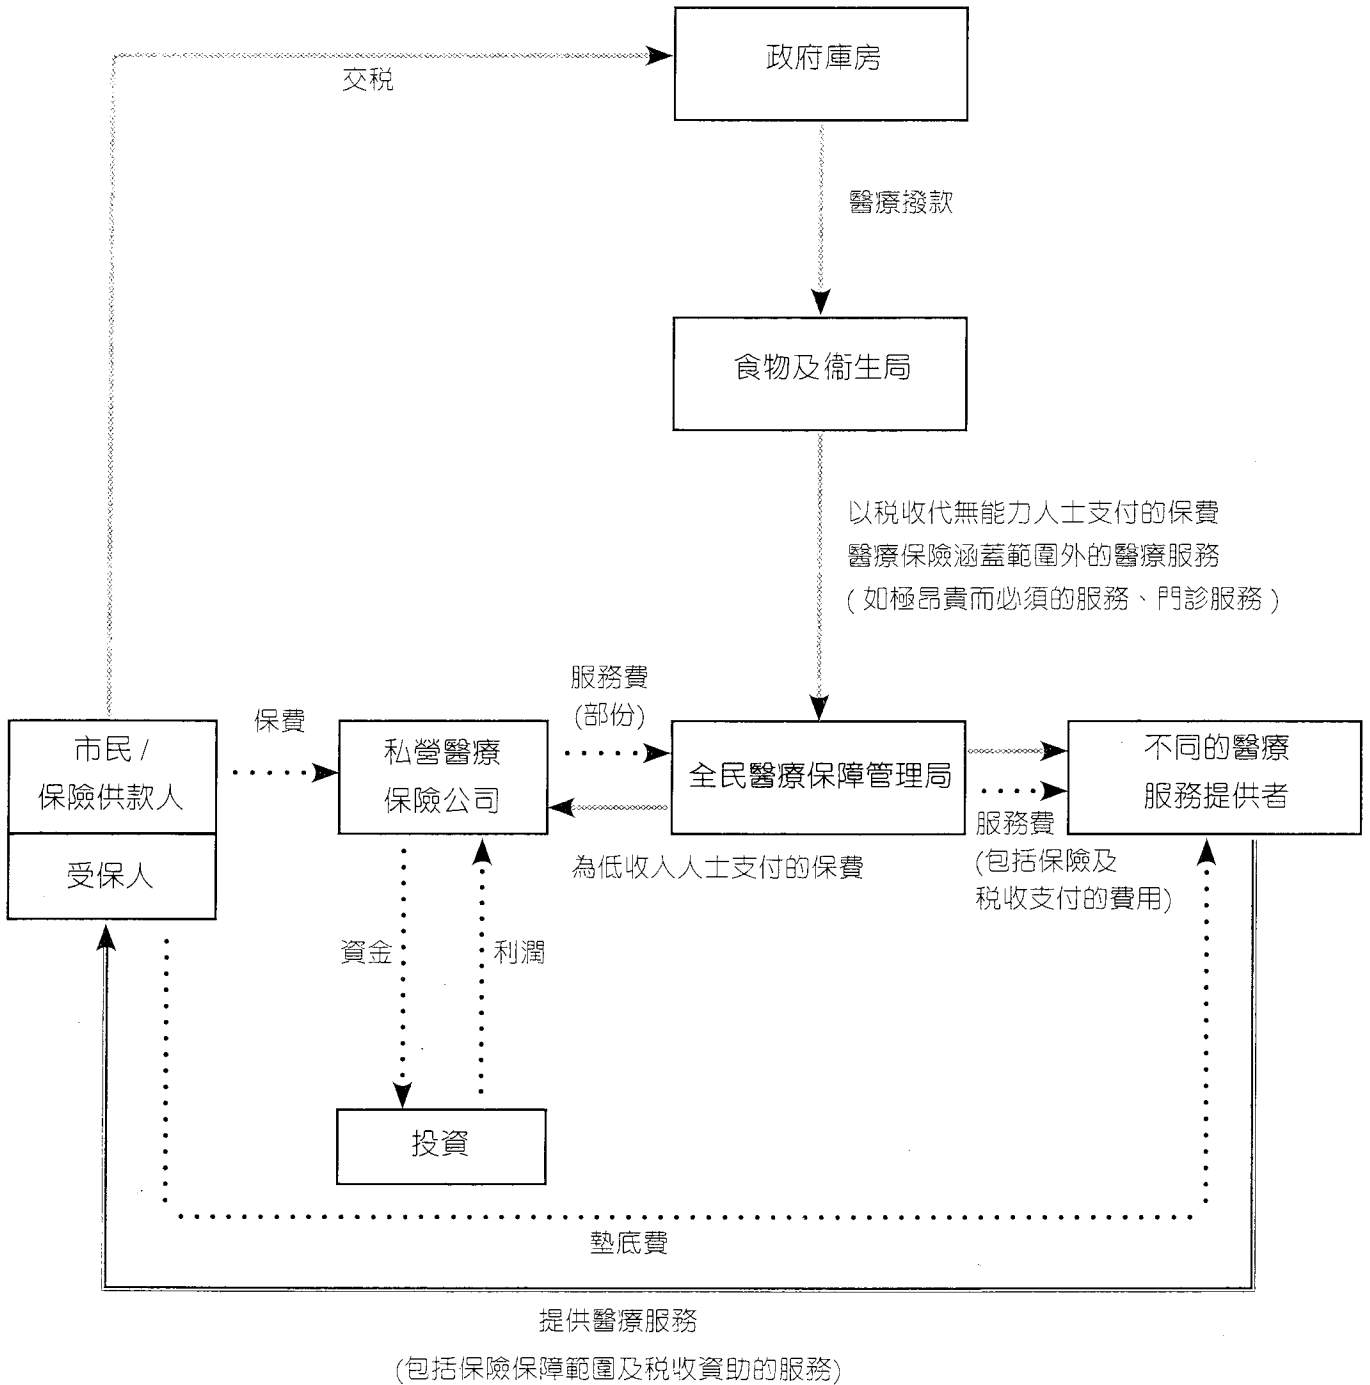 政府庫房
交税
醫療撥款
食物及衞生局
以税收代無能力人士支付的保費
醫療保險涵蓋範圍外的醫療服務
(如極昂貴而必須的服務、門診服務)
服務費
(部份)
保費
市民/
保險供款人
受保人
私營醫療
保險公司
全民醫療保障管理局
不同的醫療
服務提供者
為低收入人士支付的保費
服務費
(包括保險及
税收支付的費用)
資金
利潤
投資
墊底費
提供醫療服務
(包括保險保障範圍及税收資助的服務)